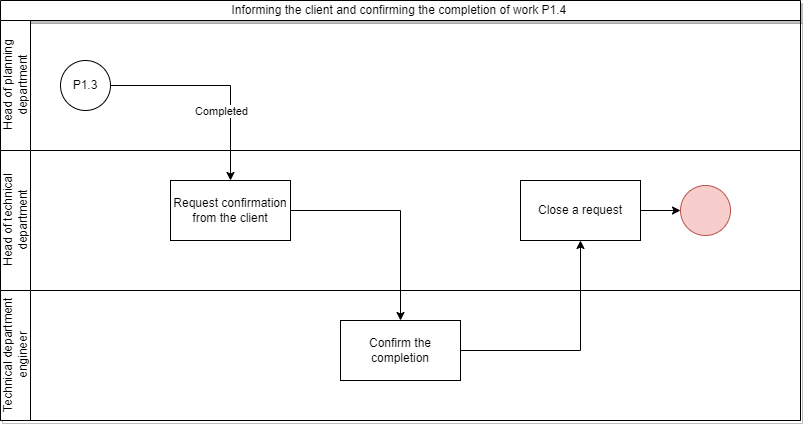 Informing the client and confirming the completion of work P1.4
Head of planning
department
P1.3
Completed
Head of technical
department
Request confirmation
from the client
Close a request
Technical department
engineer
Confirm the
completion